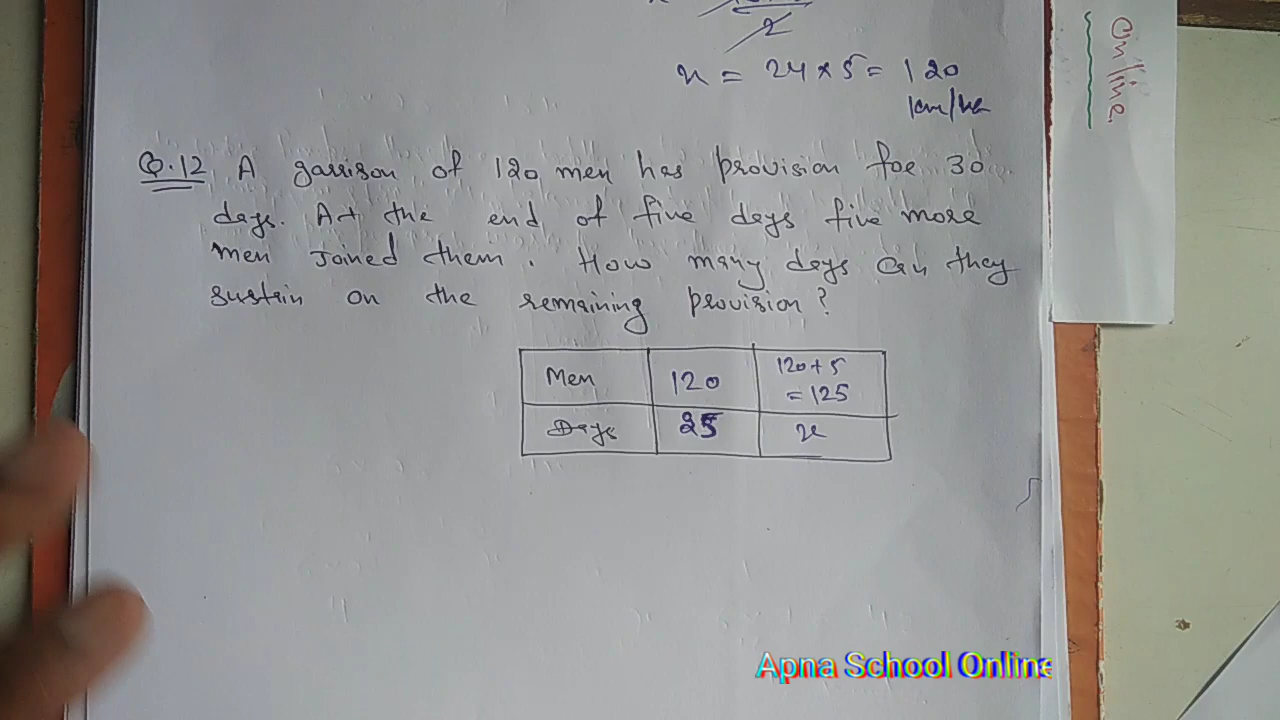 2
x = 24 × 5 = 120
km/hr
online.
Q.12 A garrison of 120 men has provision for 30
days. At the end of five days five more
men Joined them. How many days can they
sustain on the remaining provision?
Men 120 120+5
=125
Days 25 x
Apna School Online